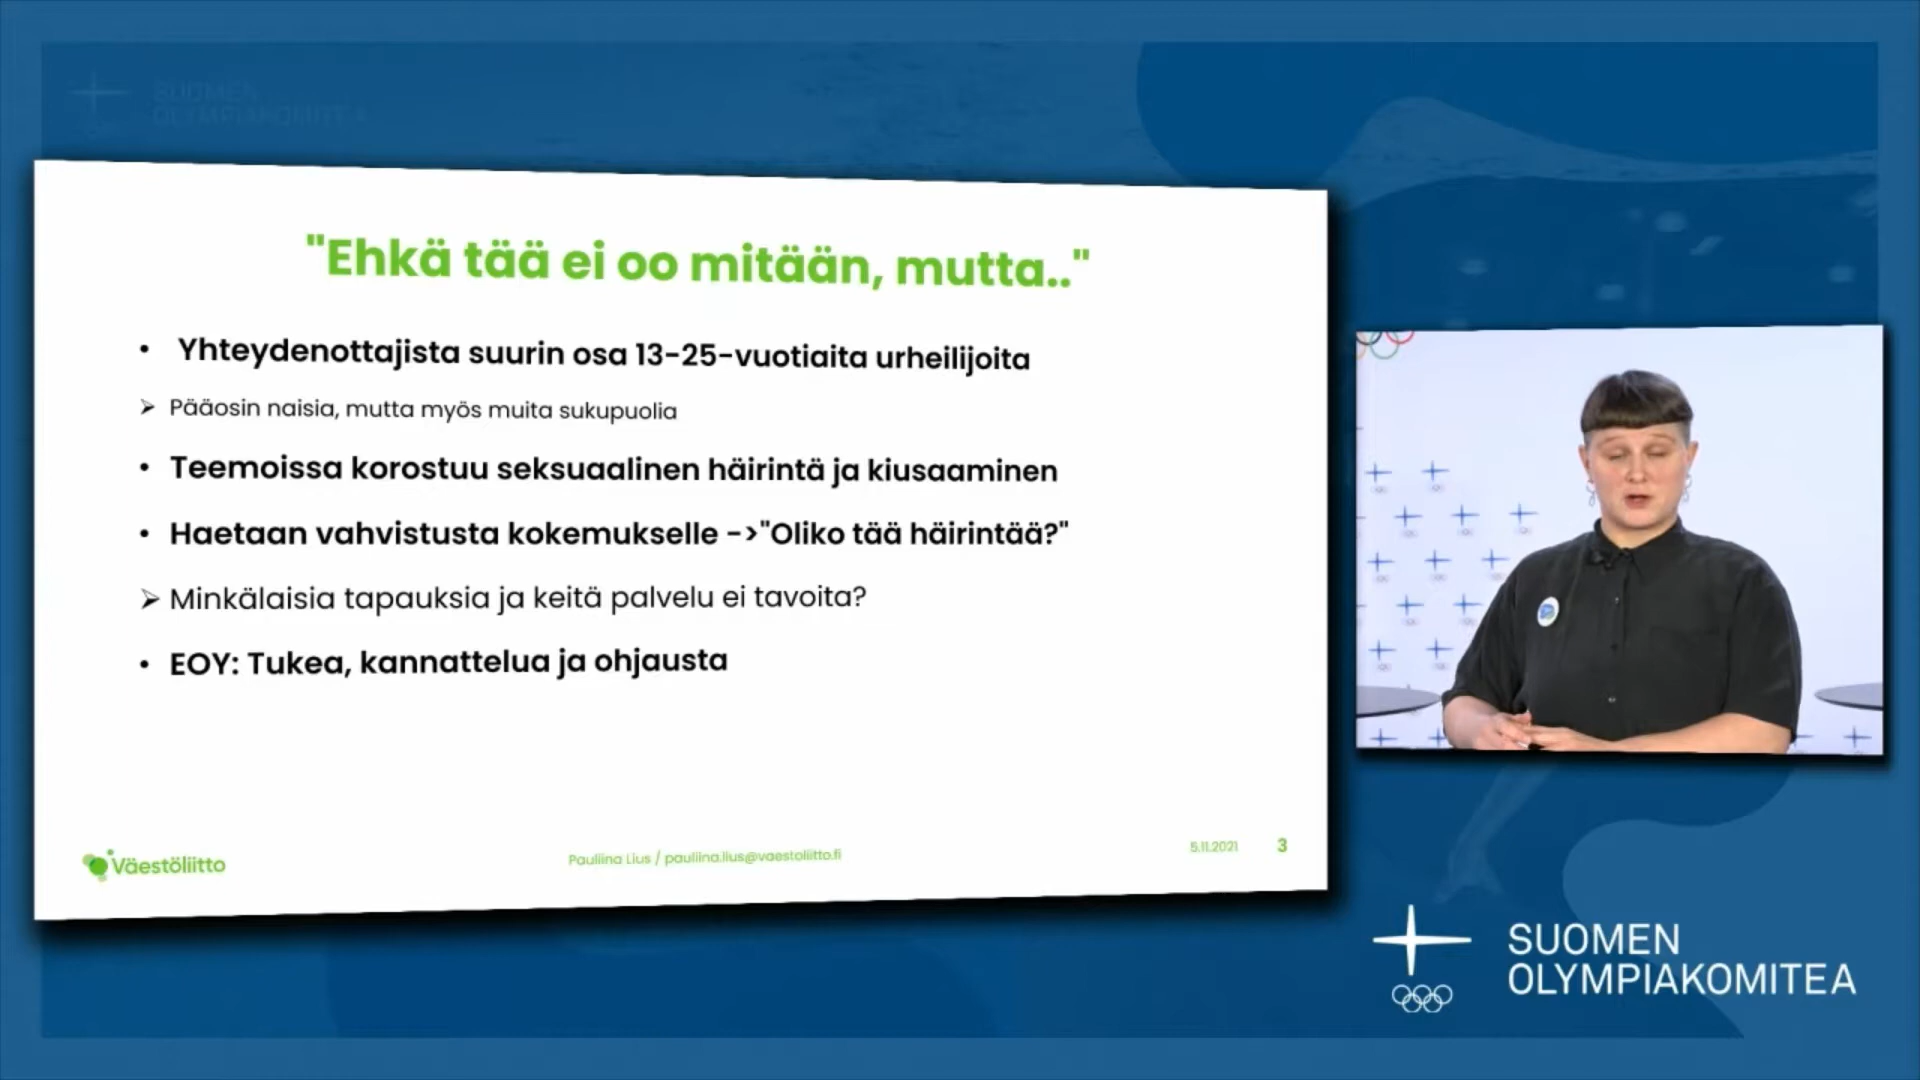 SUOMEN
OLYMPIAKOMITEA
"Ehkä tää ei oo mitään, mutta.."
• Yhteydenottajista suurin osa 13-25-vuotiaita urheilijoita
➢ Pääosin naisia, mutta myös muita sukupuolia
• Teemoissa korostuu seksuaalinen häirintä ja kiusaaminen
• Haetaan vahvistusta kokemukselle ->"Oliko tää häirintää?"
➢ Minkälaisia tapauksia ja keitä palvelu ei tavoita?
• EOY: Tukea, kannattelua ja ohjausta
Väestöliitto
Pauliina Lius / pauliina.lius@vaestoliitto.fi
5.11.2021
3
SUOMEN
OLYMPIAKOMITEA